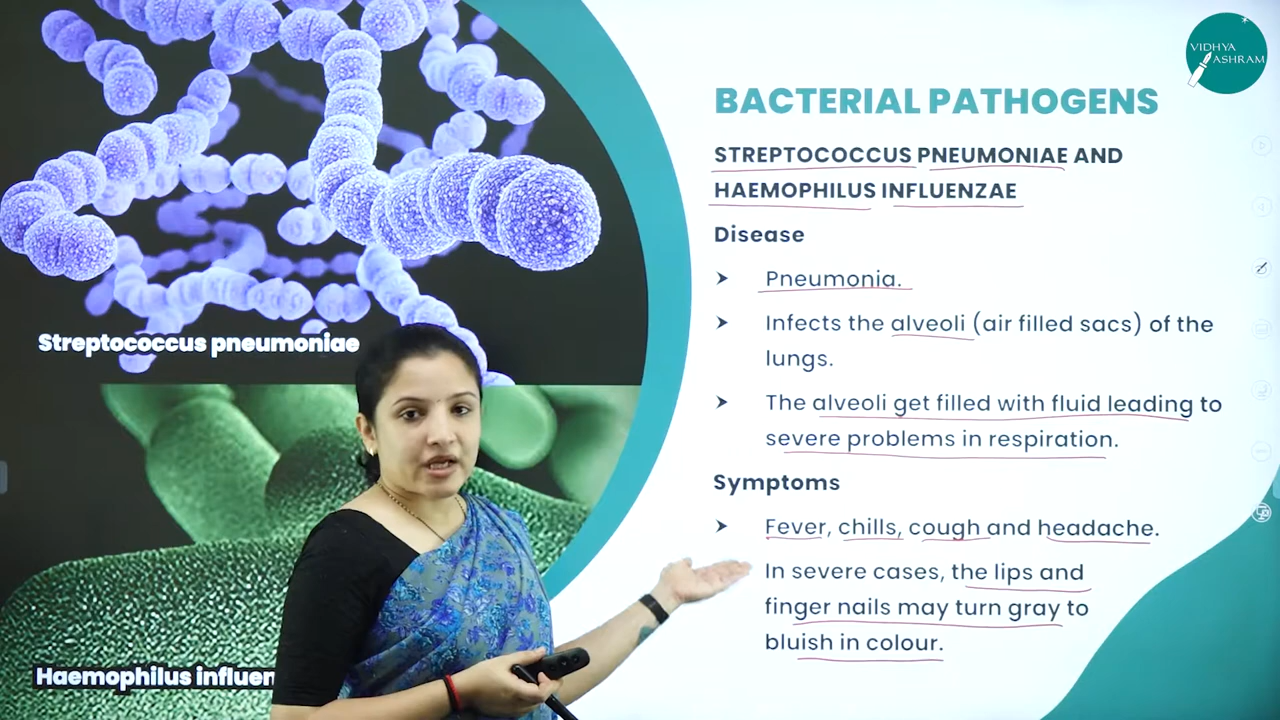 VIDHYA
ASHRAM
BACTERIAL PATHOGENS
STREPTOCOCCUS PNEUMONIAE AND
HAEMOPHILUS INFLUENZAE
Disease
➤ Pneumonia.
➤ Infects the alveoli (air filled sacs) of the
lungs.
➤ The alveoli get filled with fluid leading to
severe problems in respiration.
Symptoms
➤ Fever, chills, cough and headache.
In severe cases, the lips and
finger nails may turn gray to
bluish in colour.
Streptococcus pneumoniae
Haemophilus influen